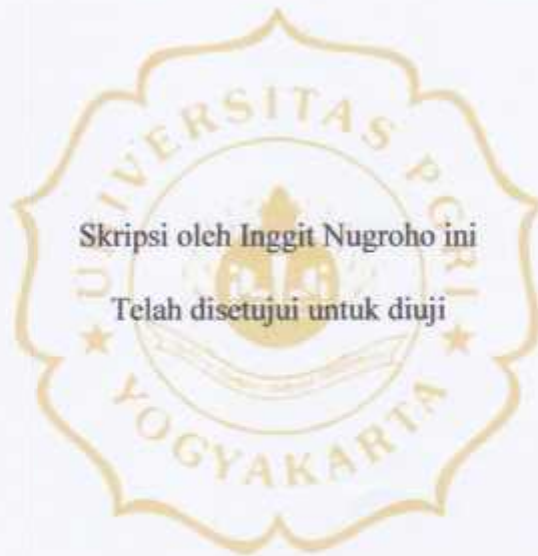 UNIVERSITAS PGRI
Skripsi oleh Inggit Nugroho ini
Telah disetujui untuk diuji
YOGYAKARTA